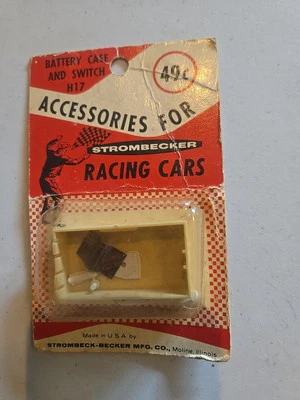 BATTERY CASE
AND SWITCH
H17
49¢
ACCESSORIES FOR
STROMBECKER
RACING CARS
Made in U.S.A. by
STROMBECK-BECKER MFG. CO., Moline, Illinois